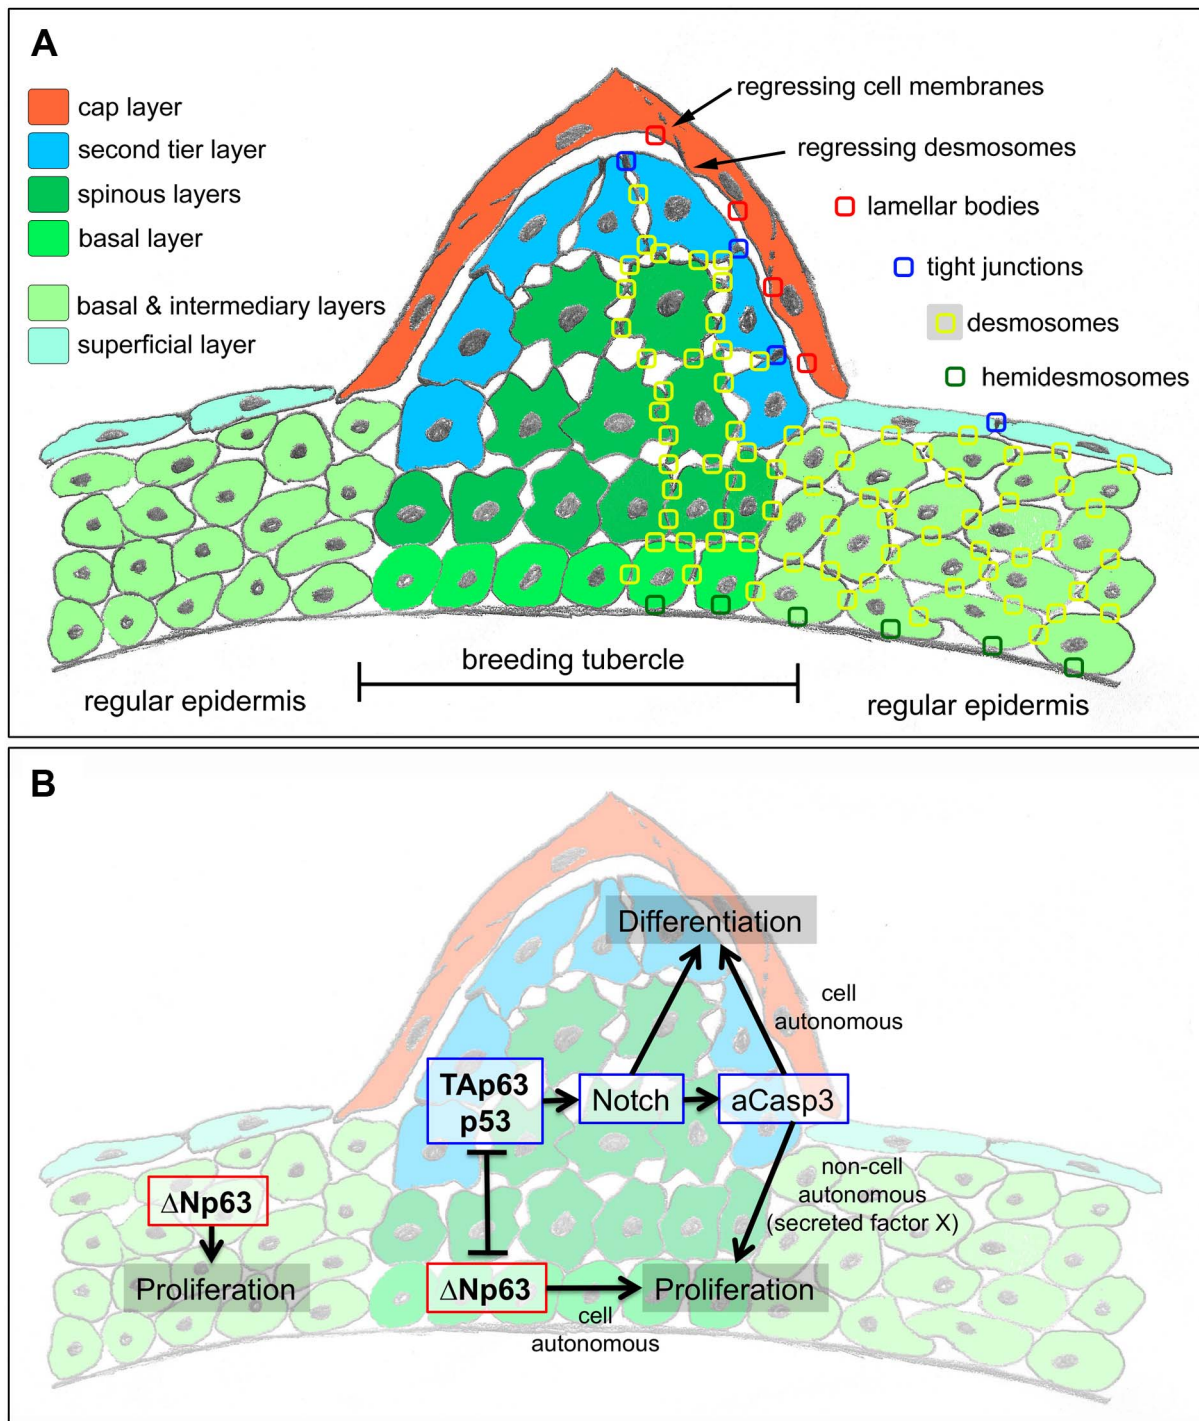 A
cap layer
second tier layer
spinous layers
basal layer
basal & intermediary layers
superficial layer
regressing cell membranes
regressing desmosomes
lamellar bodies
tight junctions
desmosomes
hemidesmosomes
breeding tubercle
regular epidermis
regular epidermis
B
Differentiation
cell
autonomous
TAp63
p53
Notch
aCasp3
non-cell
autonomous
(secreted factor X)
∆Np63
Proliferation
∆Np63
cell
autonomous
Proliferation